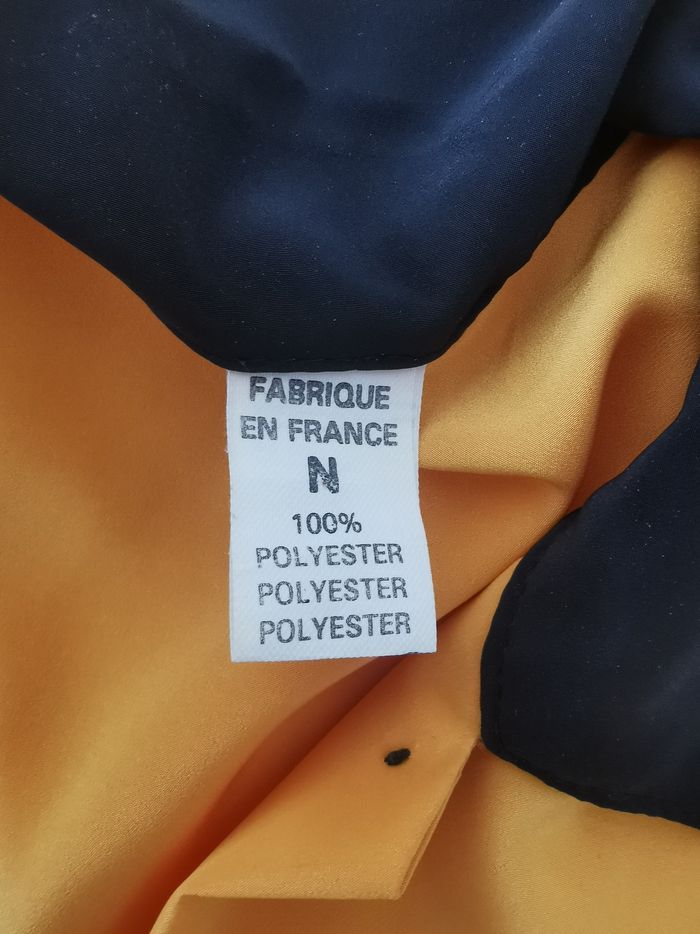 FABRIQUE
EN FRANCE
N
100%
POLYESTER
POLYESTER
POLYESTER